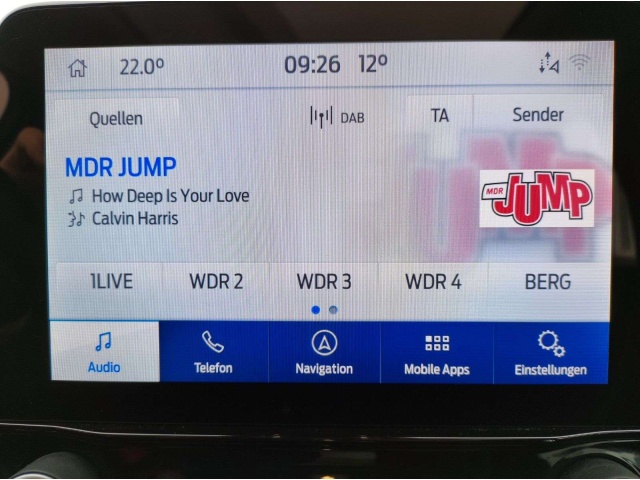 22.0° 09:26 12°
Quellen DAB TA Sender
MDR JUMP
How Deep Is Your Love
Calvin Harris
MDR JUMP
1LIVE WDR 2 WDR 3 WDR 4 BERG
Audio Telefon Navigation Mobile Apps Einstellungen